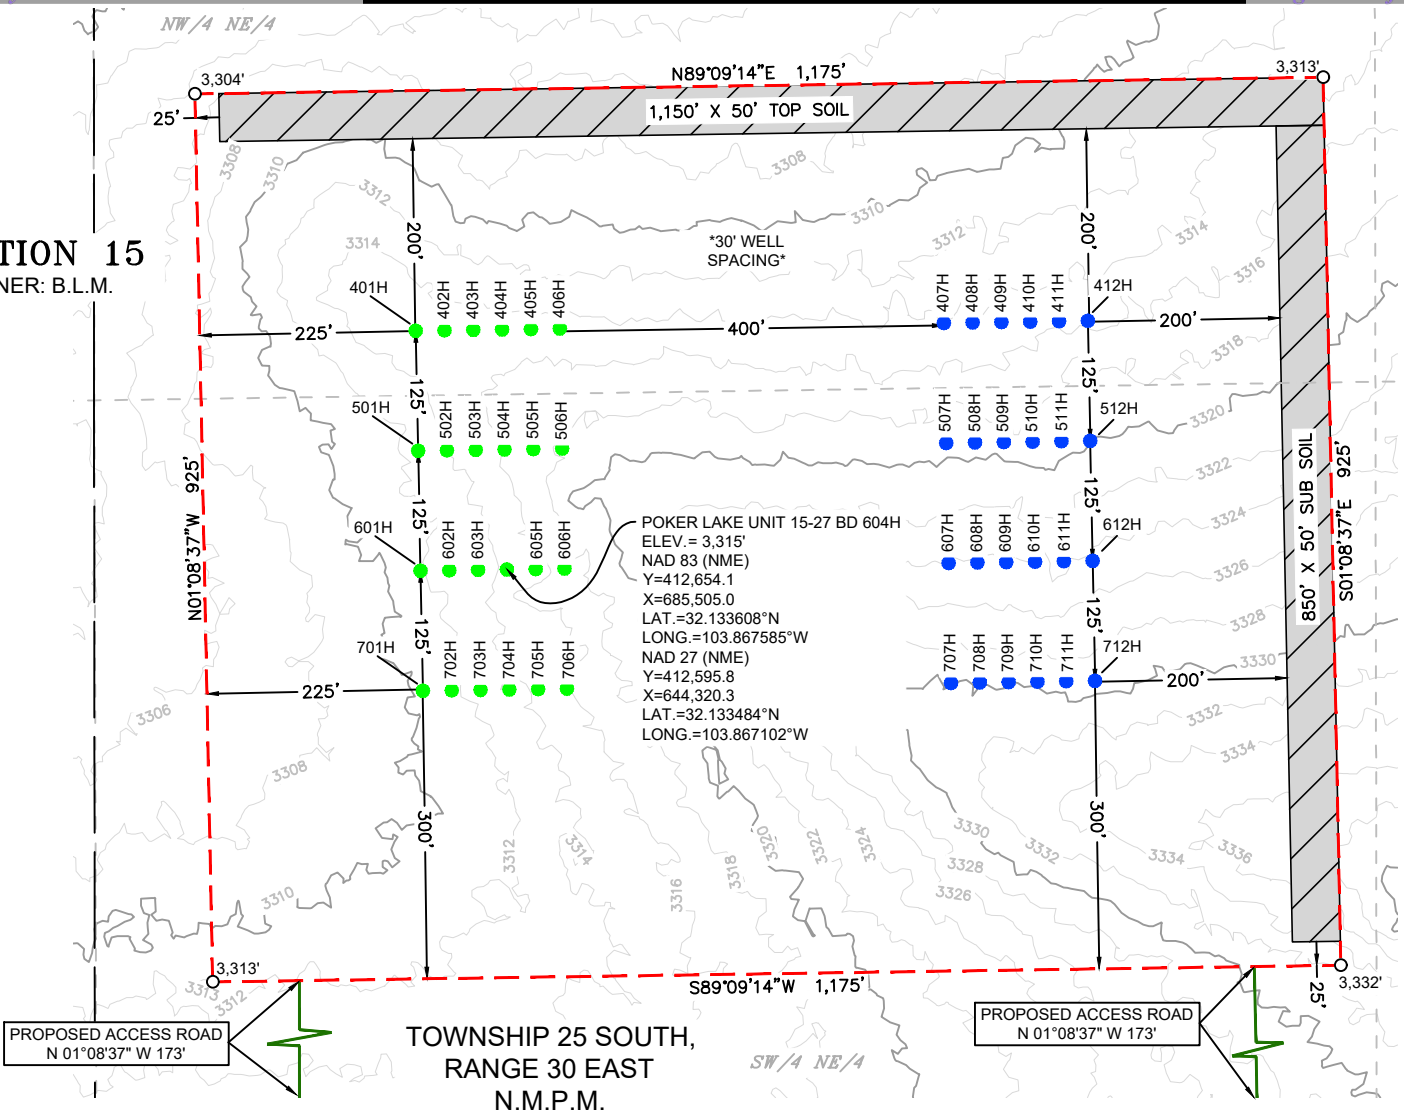 NW/4 NE/4
3,304'
N89°09'14"E 1,175'
3,313'
25'
1,150' X 50' TOP SOIL
3308
3310
3312
3314
3308
3310
3312
3314
3316
3318
3320
3322
3324
3326
3328
3330
3332
3334
200'
200'
*30' WELL
SPACING*
TION 15
NER: B.L.M.
401H
402H
403H
404H
405H
406H
407H
408H
409H
410H
411H
412H
225'
400'
200'
125'
125'
501H
502H
503H
504H
505H
506H
507H
508H
509H
510H
511H
512H
125'
125'
N01°08'37"W 925'
850' X 50' SUB SOIL
S01°08'37"E 925'
601H
602H
603H
605H
606H
607H
608H
609H
610H
611H
612H
POKER LAKE UNIT 15-27 BD 604H
ELEV.= 3,315'
NAD 83 (NME)
Y=412,654.1
X=685,505.0
LAT.=32.133608°N
LONG.=103.867585°W
NAD 27 (NME)
Y=412,595.8
X=644,320.3
LAT.=32.133484°N
LONG.=103.867102°W
125'
125'
701H
702H
703H
704H
705H
706H
707H
708H
709H
710H
711H
712H
225'
200'
3306
3308
3310
300'
300'
3312
3314
3316
3318
3320
3322
3324
3330
3332
3328
3326
3334
3336
3,313'
3313
3312
S89°09'14"W 1,175'
25'
3,332'
PROPOSED ACCESS ROAD
N 01°08'37" W 173'
PROPOSED ACCESS ROAD
N 01°08'37" W 173'
TOWNSHIP 25 SOUTH,
RANGE 30 EAST
N.M.P.M.
SW/4 NE/4